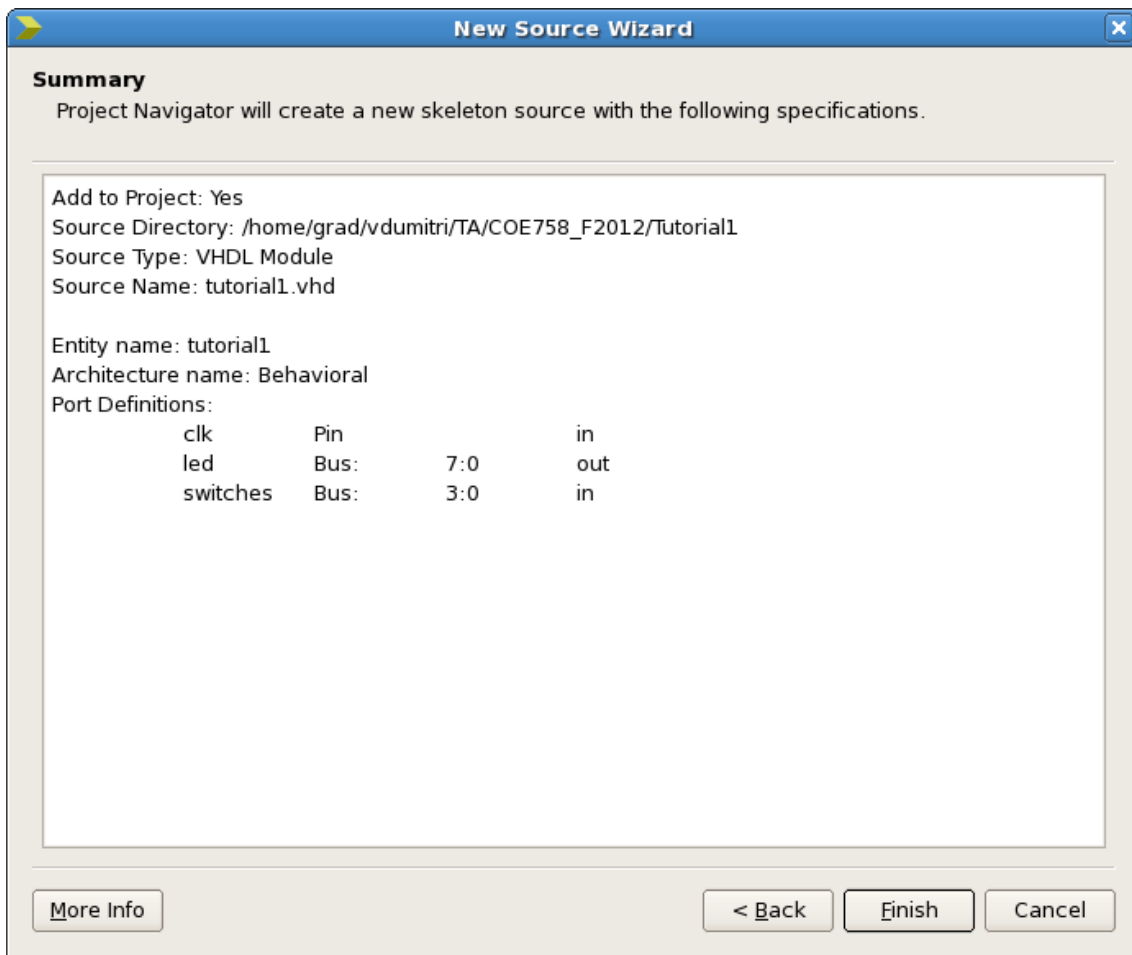 New Source Wizard
Summary
Project Navigator will create a new skeleton source with the following specifications.
Add to Project: Yes
Source Directory: /home/grad/vdumitri/TA/COE758_F2012/Tutorial1
Source Type: VHDL Module
Source Name: tutorial1.vhd
Entity name: tutorial1
Architecture name: Behavioral
Port Definitions:
clk Pin in
led Bus: 7:0 out
switches Bus: 3:0 in
More Info < Back Finish Cancel